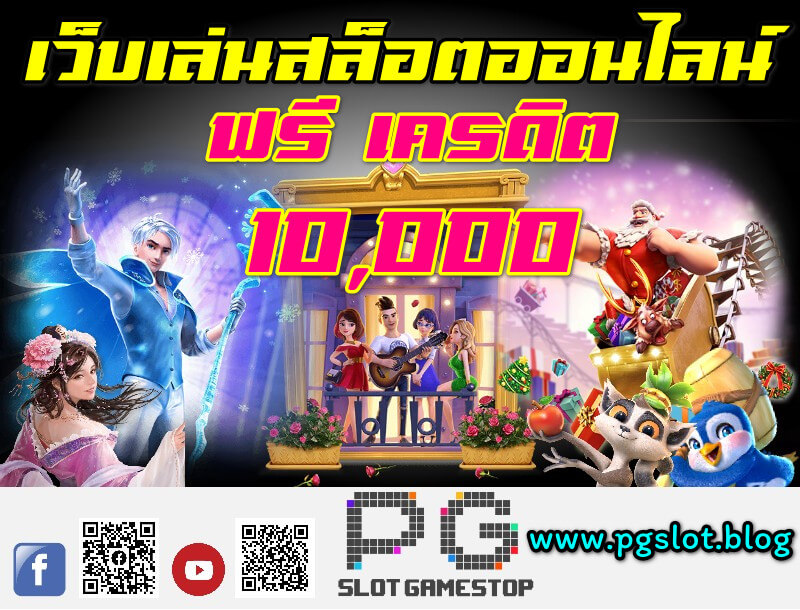 เว็บเล่นสล็อตออนไลน์
ฟรี เครดิต
10,000
f
PG
SLOT GAMESTOP
www.pgslot.blog